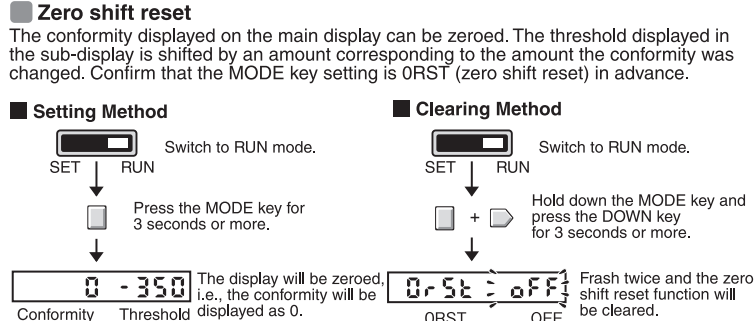 Zero shift reset
The conformity displayed on the main display can be zeroed. The threshold displayed in
the sub-display is shifted by an amount corresponding to the amount the conformity was
changed. Confirm that the MODE key setting is 0RST (zero shift reset) in advance.
Setting Method
Switch to RUN mode.
SET RUN
Press the MODE key for
3 seconds or more.
0 -350
Conformity Threshold
The display will be zeroed,
i.e., the conformity will be
displayed as 0.
Clearing Method
Switch to RUN mode.
SET RUN
+
Hold down the MODE key and
press the DOWN key
for 3 seconds or more.
0rSt oFF
0RST OFF
Frash twice and the zero
shift reset function will
be cleared.